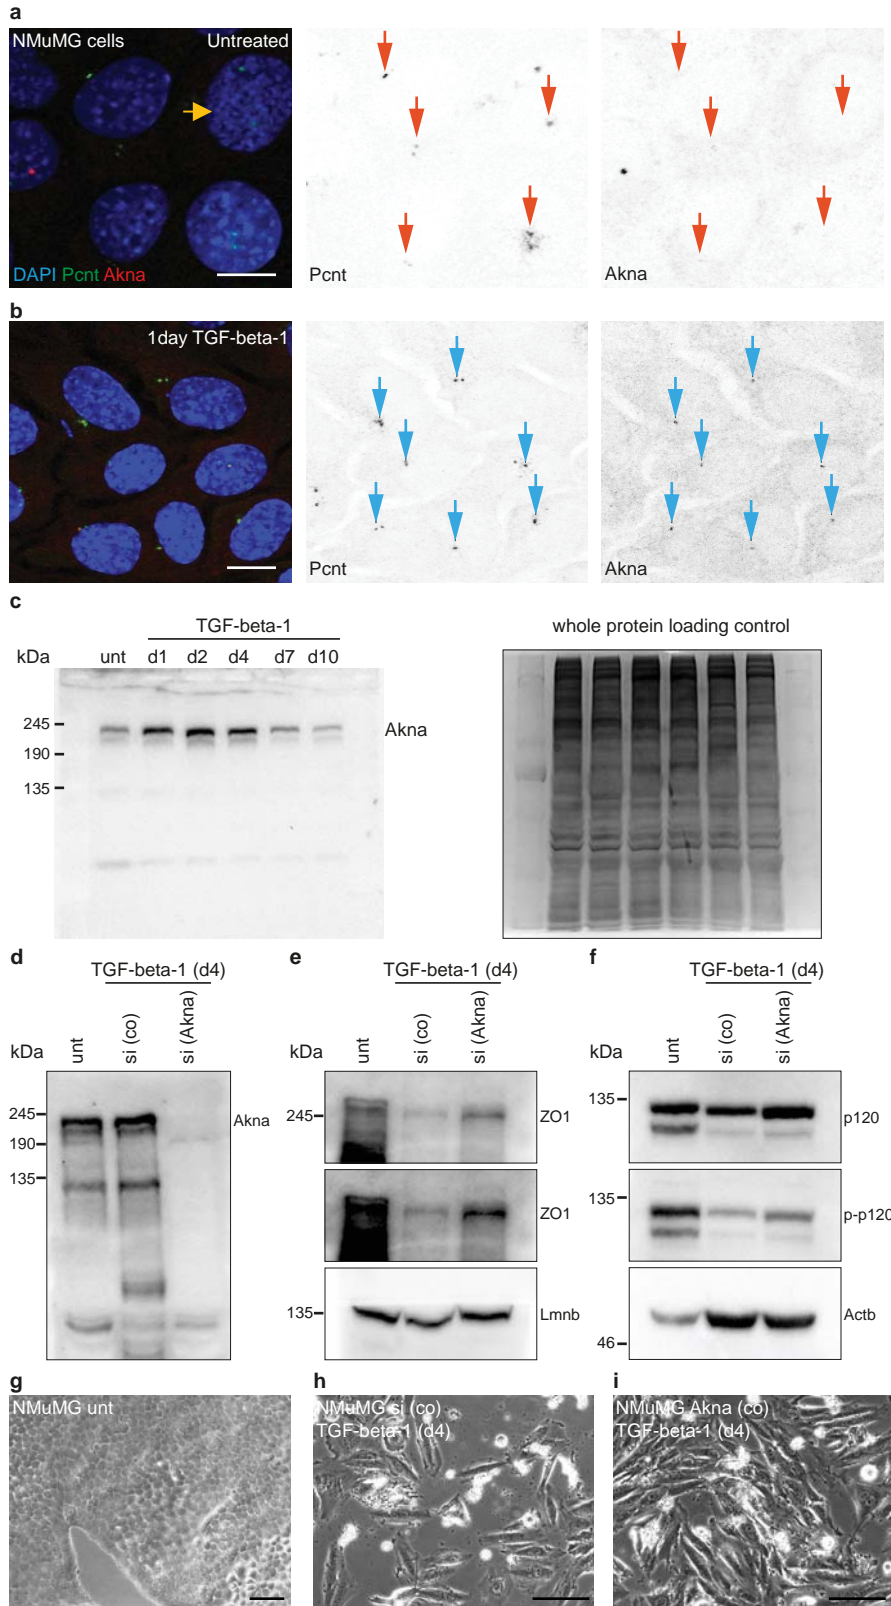 a
NMuMG cells Untreated
DAPI Pcnt Akna
Pcnt
Akna
b
1day TGF-beta-1
Pcnt
Akna
c
TGF-beta-1
kDa unt d1 d2 d4 d7 d10
245
190
135
Akna
whole protein loading control
d
TGF-beta-1 (d4)
kDa unt si (co) si (Akna)
245
190
135
Akna
e
TGF-beta-1 (d4)
kDa unt si (co) si (Akna)
245
ZO1
ZO1
135
Lmnb
f
TGF-beta-1 (d4)
kDa unt si (co) si (Akna)
135
p120
135
p-p120
Actb
46
g
NMuMG unt
h
NMuMG si (co)
TGF-beta-1 (d4)
i
NMuMG Akna (co)
TGF-beta-1 (d4)